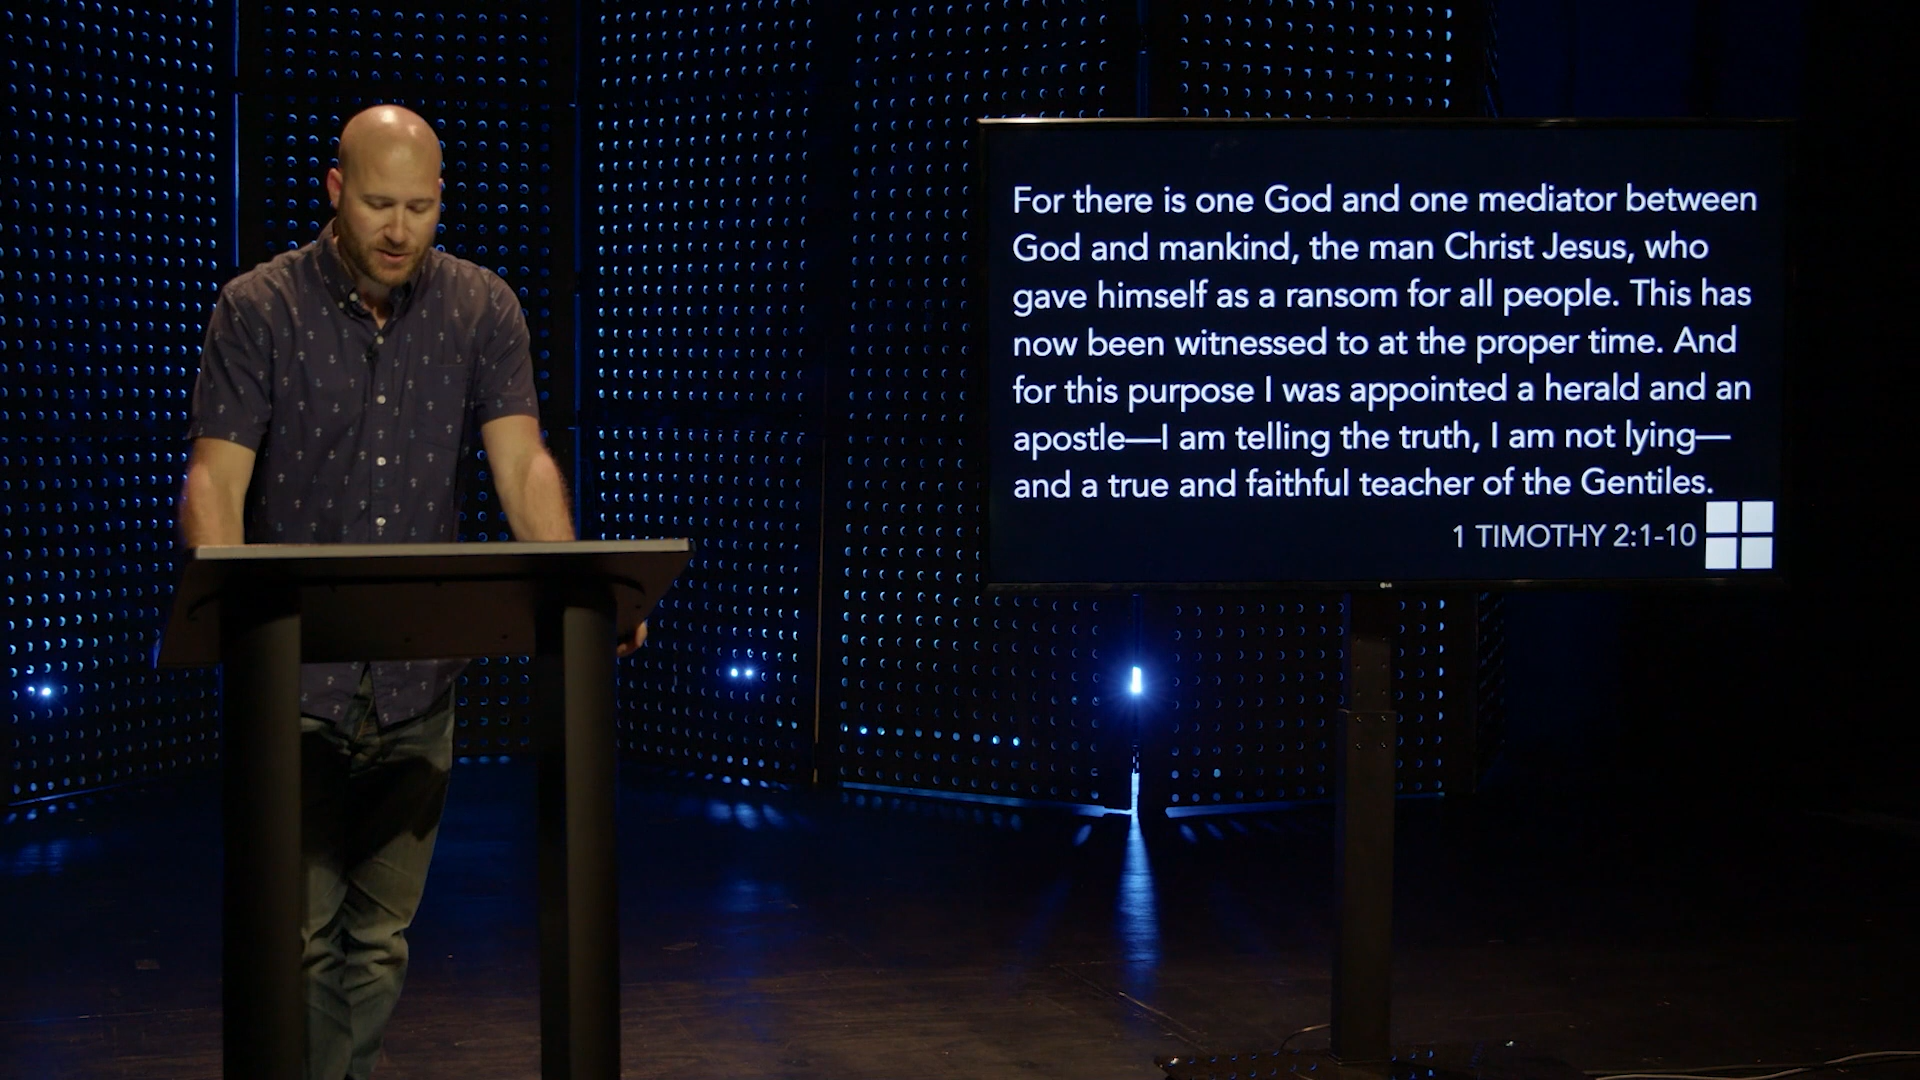 For there is one God and one mediator between
God and mankind, the man Christ Jesus, who
gave himself as a ransom for all people. This has
now been witnessed to at the proper time. And
for this purpose I was appointed a herald and an
apostle—I am telling the truth, I am not lying—
and a true and faithful teacher of the Gentiles.
1 TIMOTHY 2:1-10
LG